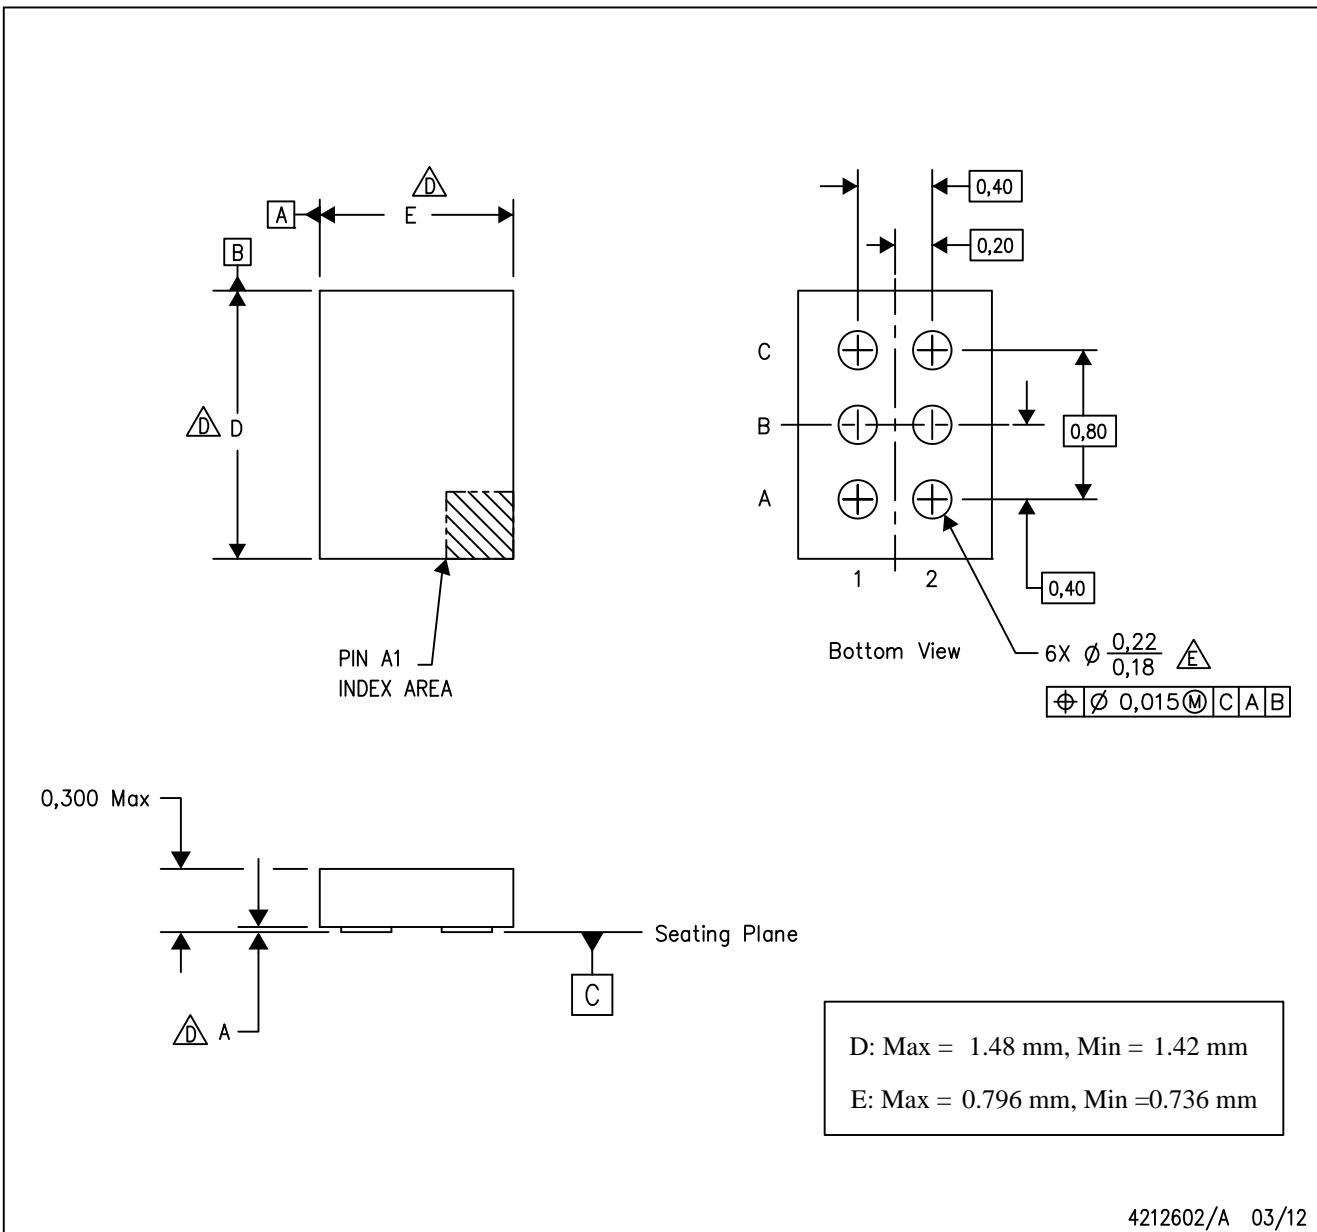 D
A
E
B
D
D
PIN A1
INDEX AREA
0,40
0,20
C
B
A
0,80
0,40
1 2
Bottom View
6X Ø 0,22
0,18
E
⌖ Ø 0,015 Ⓜ C A B
0,300 Max
Seating Plane
C
D A
D: Max = 1.48 mm, Min = 1.42 mm
E: Max = 0.796 mm, Min =0.736 mm
4212602/A 03/12